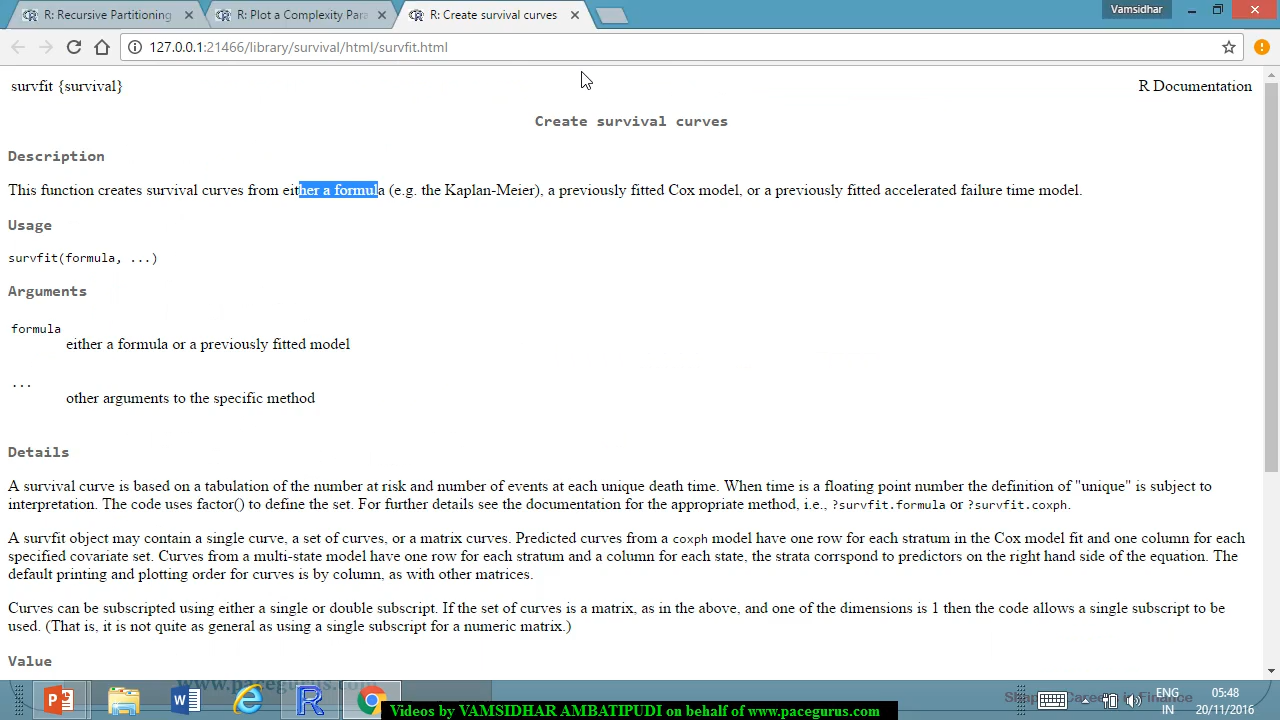 R: Recursive Partitioning
R: Plot a Complexity Para
R: Create survival curves
Vamsidhar
127.0.0.1:21466/library/survival/html/survfit.html
survfit {survival}
R Documentation
Create survival curves
Description
This function creates survival curves from either a formula (e.g. the Kaplan-Meier), a previously fitted Cox model, or a previously fitted accelerated failure time model.
Usage
survfit(formula, ...)
Arguments
formula
either a formula or a previously fitted model
...
other arguments to the specific method
Details
A survival curve is based on a tabulation of the number at risk and number of events at each unique death time. When time is a floating point number the definition of "unique" is subject to
interpretation. The code uses factor() to define the set. For further details see the documentation for the appropriate method, i.e., ?survfit.formula or ?survfit.coxph.
A survfit object may contain a single curve, a set of curves, or a matrix curves. Predicted curves from a coxph model have one row for each stratum in the Cox model fit and one column for each
specified covariate set. Curves from a multi-state model have one row for each stratum and a column for each state, the strata corrspond to predictors on the right hand side of the equation. The
default printing and plotting order for curves is by column, as with other matrices.
Curves can be subscripted using either a single or double subscript. If the set of curves is a matrix, as in the above, and one of the dimensions is 1 then the code allows a single subscript to be
used. (That is, it is not quite as general as using a single subscript for a numeric matrix.)
Value
www.pacegurus.com
in Finance
ENG
IN
05:48
20/11/2016
Videos by VAMSIDHAR AMBATIPUDI on behalf of www.pacegurus.com